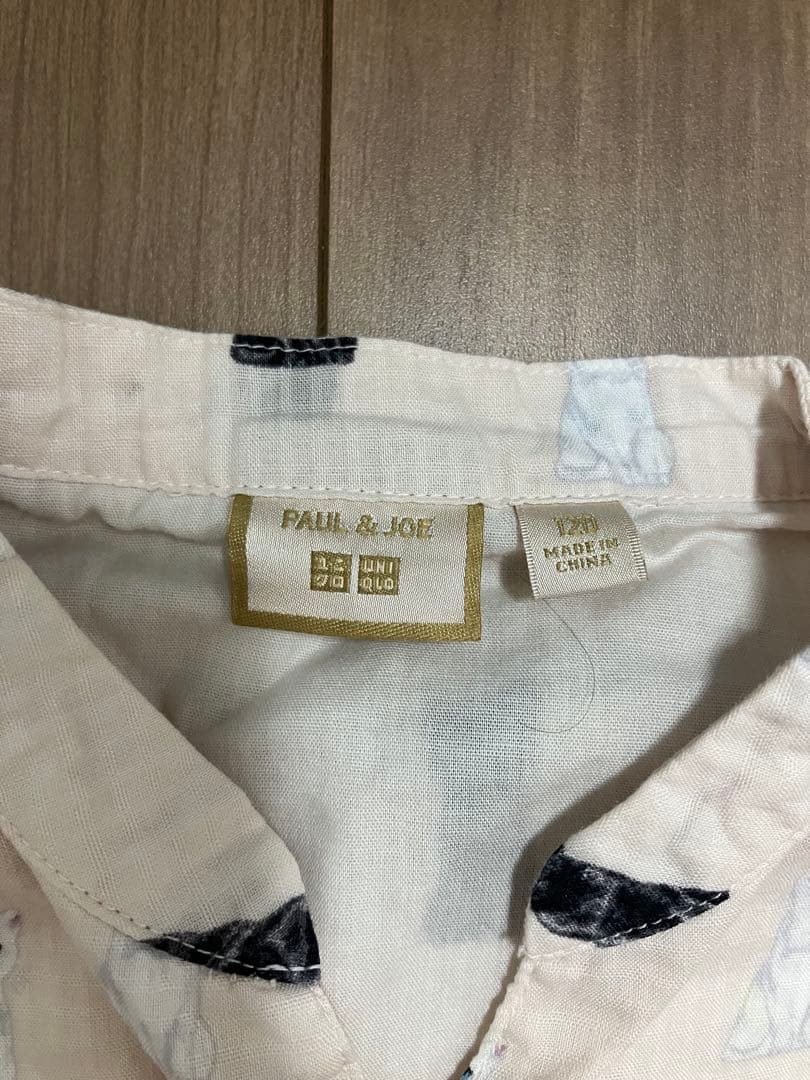 PAUL & JOE
ユニ UNI
クロ QLO
120
MADE IN
CHINA